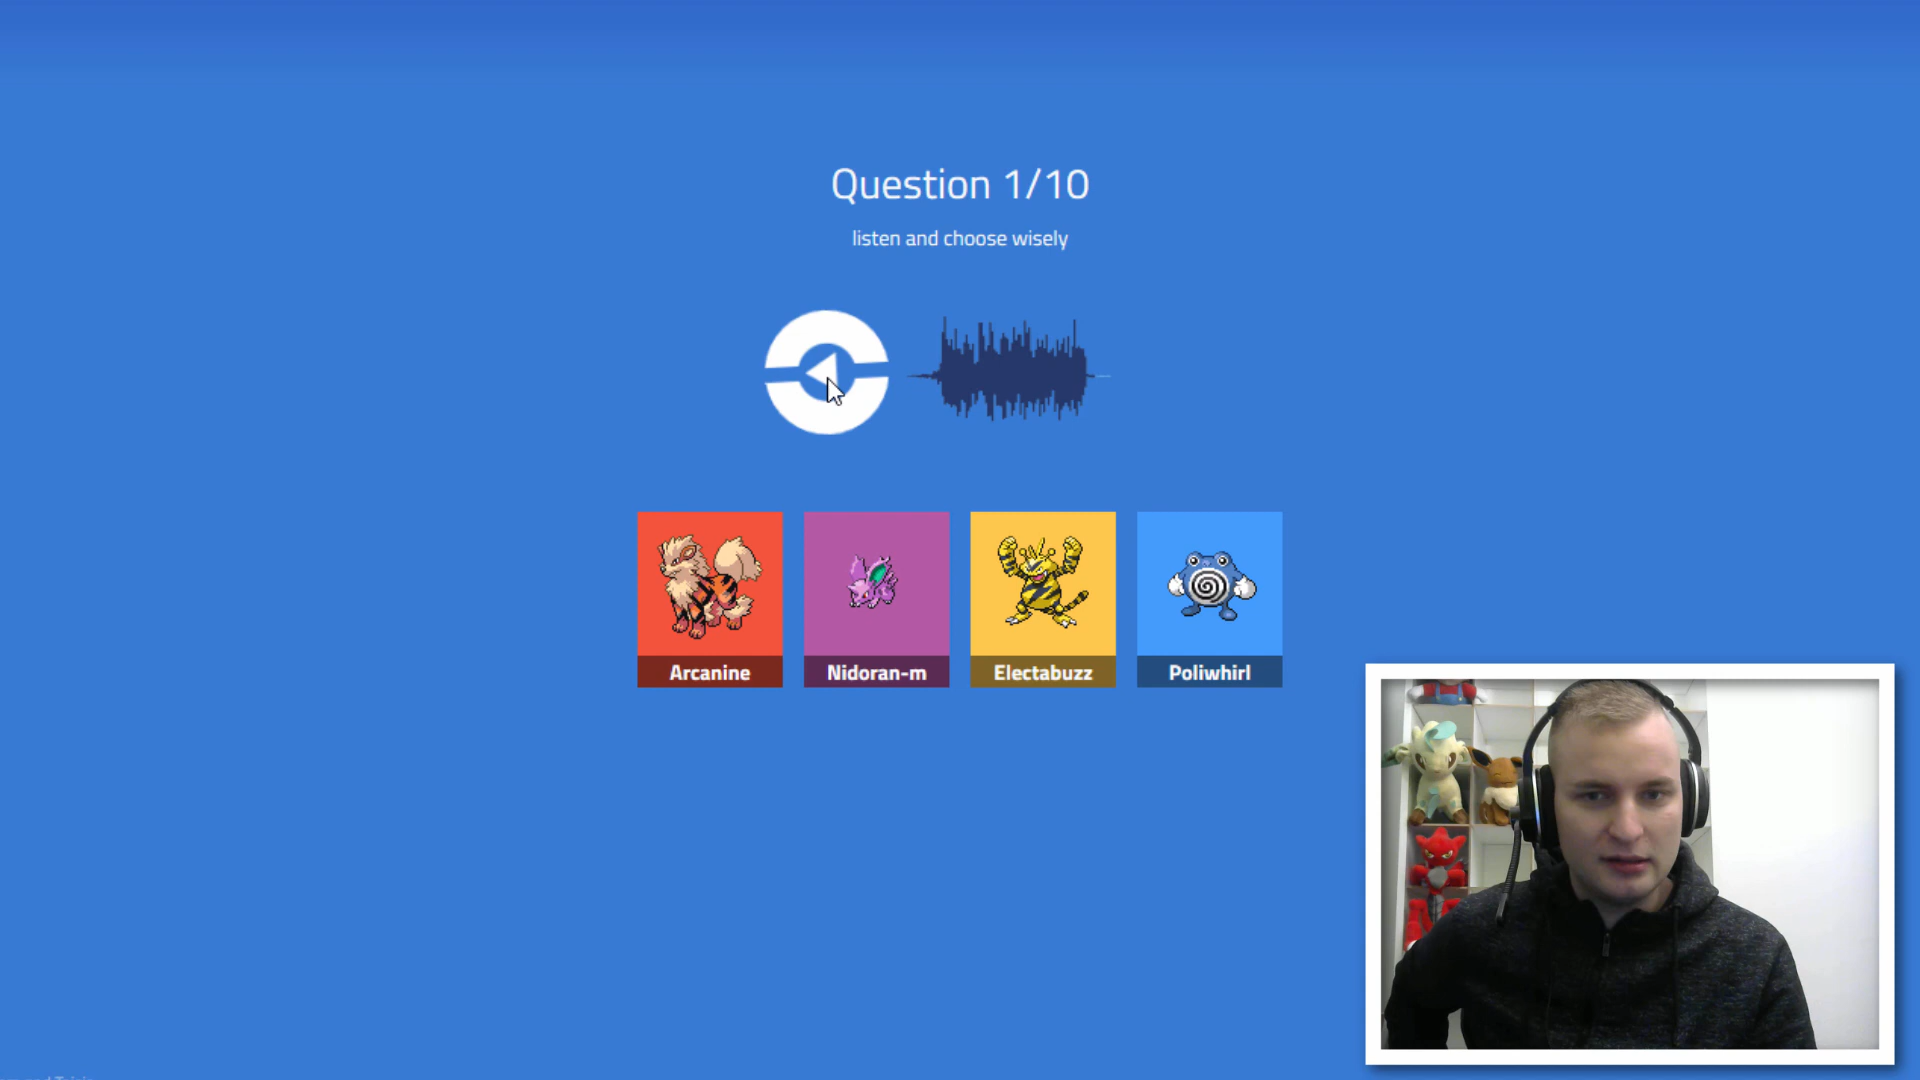 Question 1/10
listen and choose wisely
Arcanine
Nidoran-m
Electabuzz
Poliwhirl